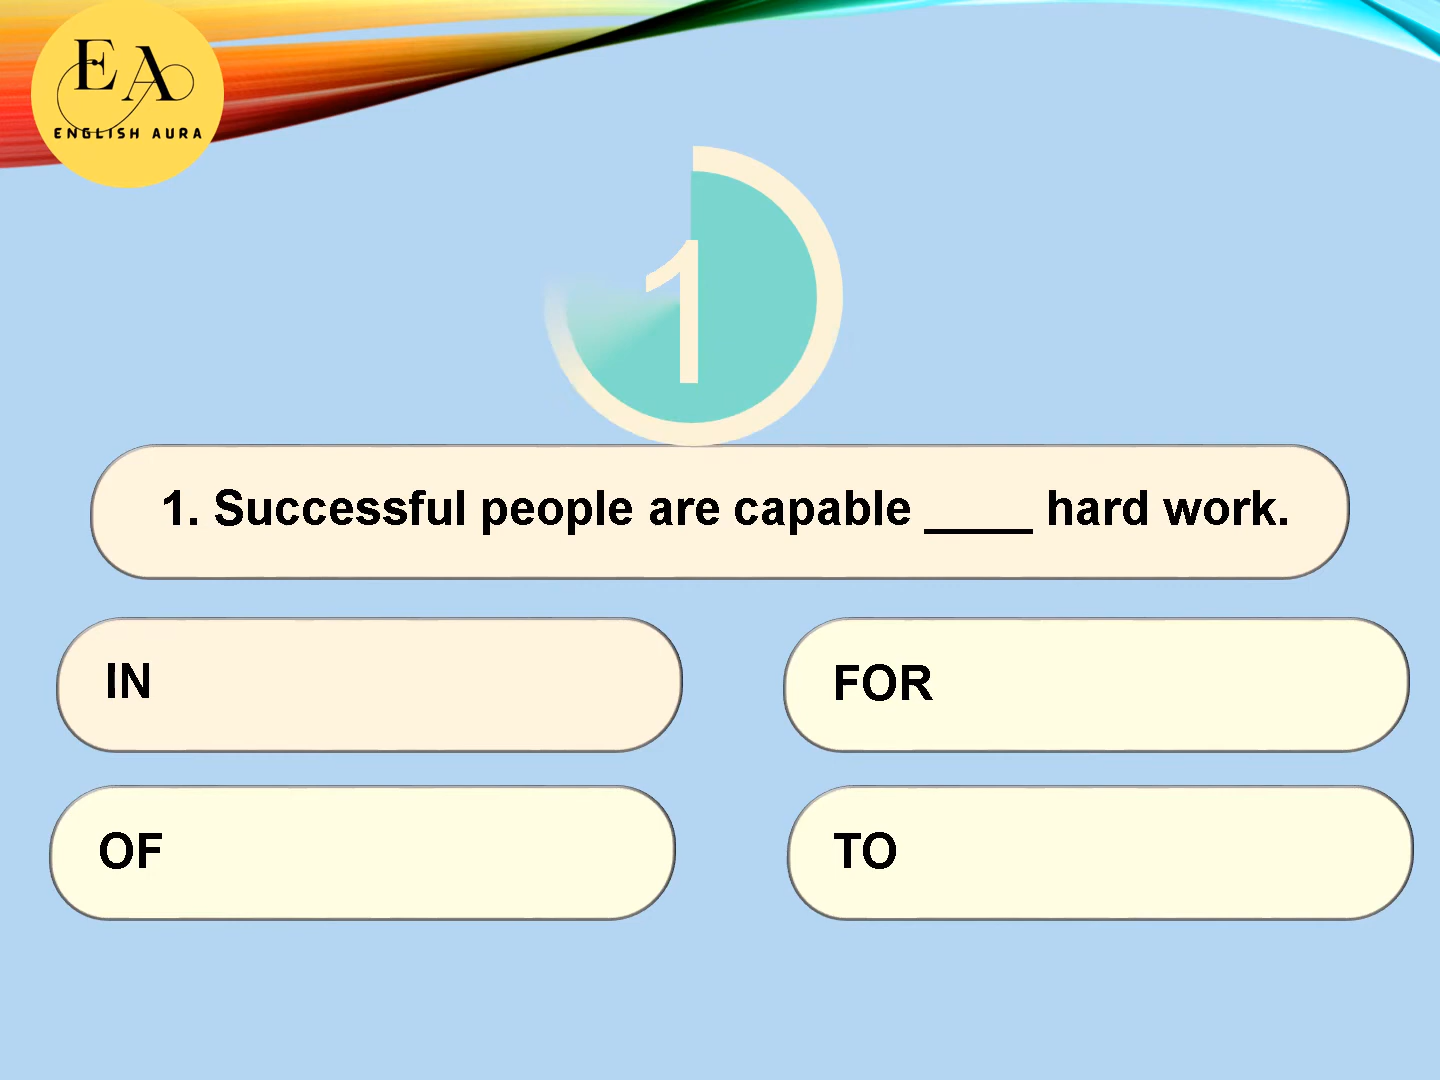 EA
ENGLISH AURA
1
1. Successful people are capable ____ hard work.
IN
FOR
OF
TO